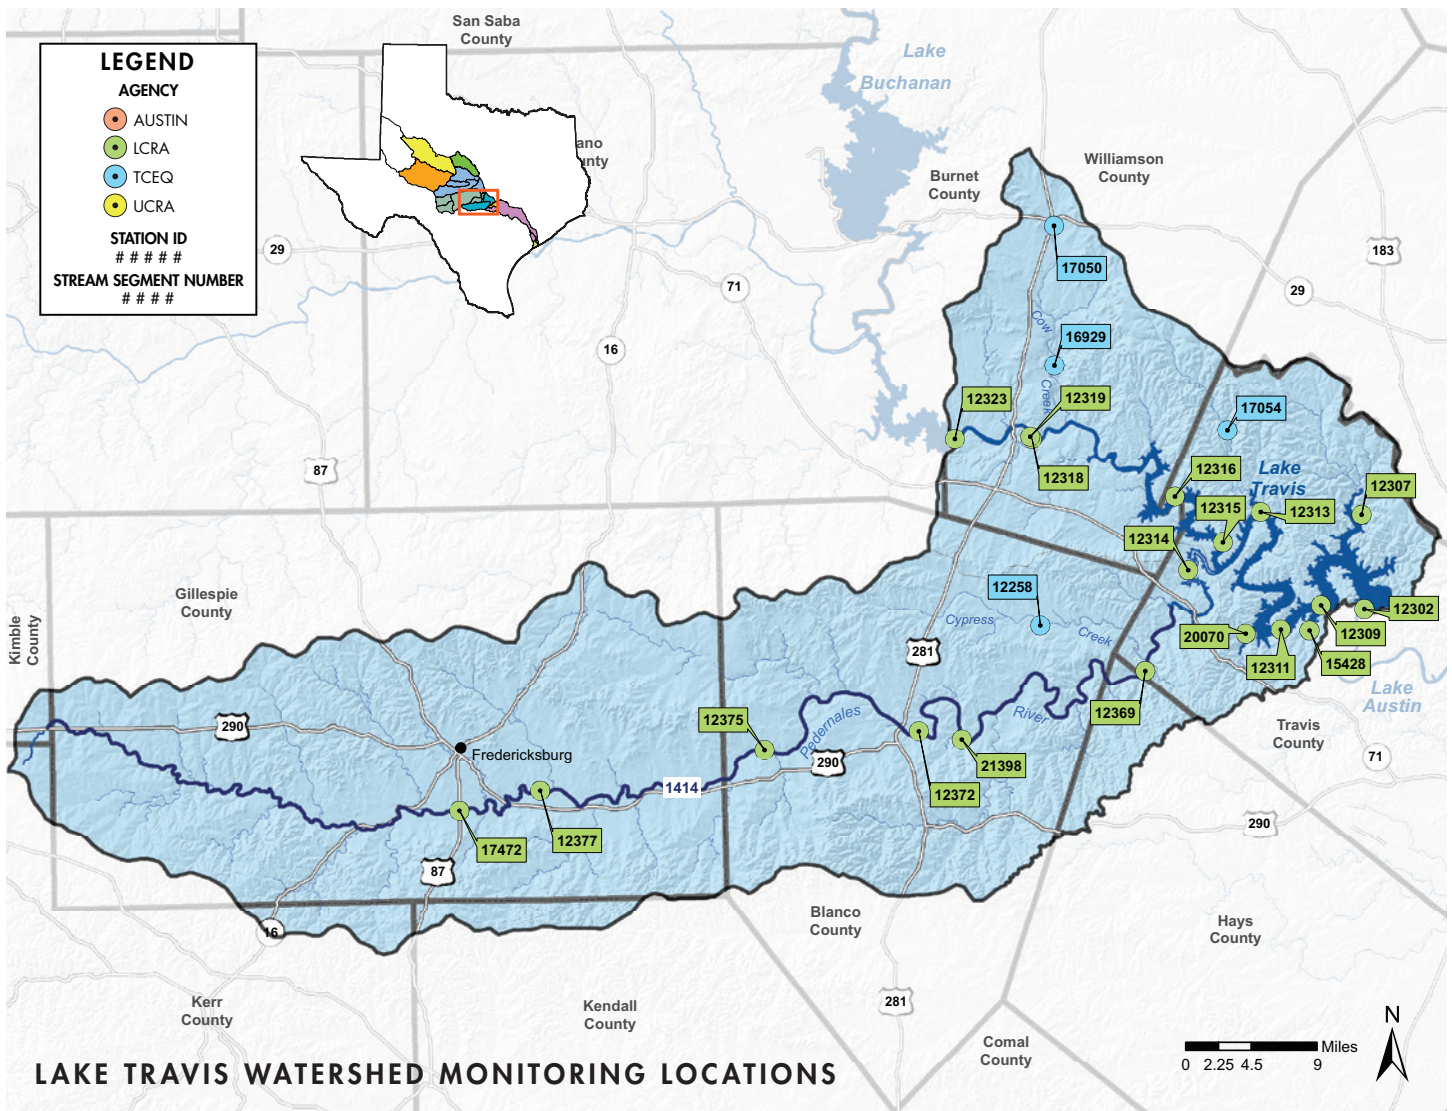 San Saba
County
Lake
Buchanan
LEGEND
AGENCY
AUSTIN
LCRA
TCEQ
UCRA
STATION ID
# # # # #
STREAM SEGMENT NUMBER
# # # #
ano
unty
Burnet
County
Williamson
County
29
183
71
29
16
87
17050
Cow
16929
Creek
12323
12319
17054
12318
12316
Lake
Travis
12307
12315
12313
12314
12258
Cypress
Creek
Gillespie
County
Kimble
County
281
20070
12311
15428
12309
12302
Lake
Austin
12369
Travis
County
71
290
Fredericksburg
12375
Pedernales
River
290
1414
21398
12372
290
17472
12377
87
16
Blanco
County
Hays
County
Kerr
County
Kendall
County
281
Comal
County
N
Miles
0 2.25 4.5 9
LAKE TRAVIS WATERSHED MONITORING LOCATIONS